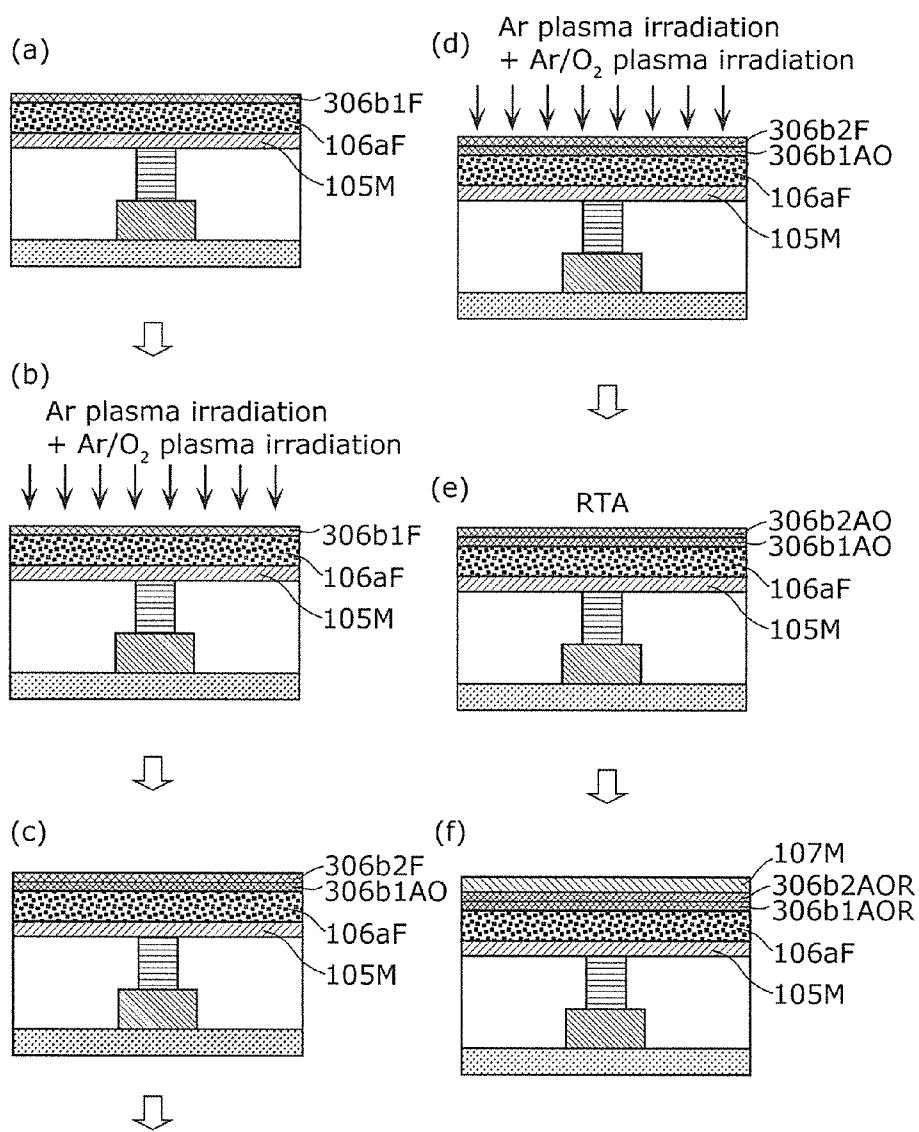 (a)
306b1F
106aF
105M
(b)
Ar plasma irradiation
+ Ar/O₂ plasma irradiation
306b1F
106aF
105M
(c)
306b2F
306b1AO
106aF
105M
(d)
Ar plasma irradiation
+ Ar/O₂ plasma irradiation
306b2F
306b1AO
106aF
105M
(e)
RTA
306b2AO
306b1AO
106aF
105M
(f)
107M
306b2AOR
306b1AOR
106aF
105M